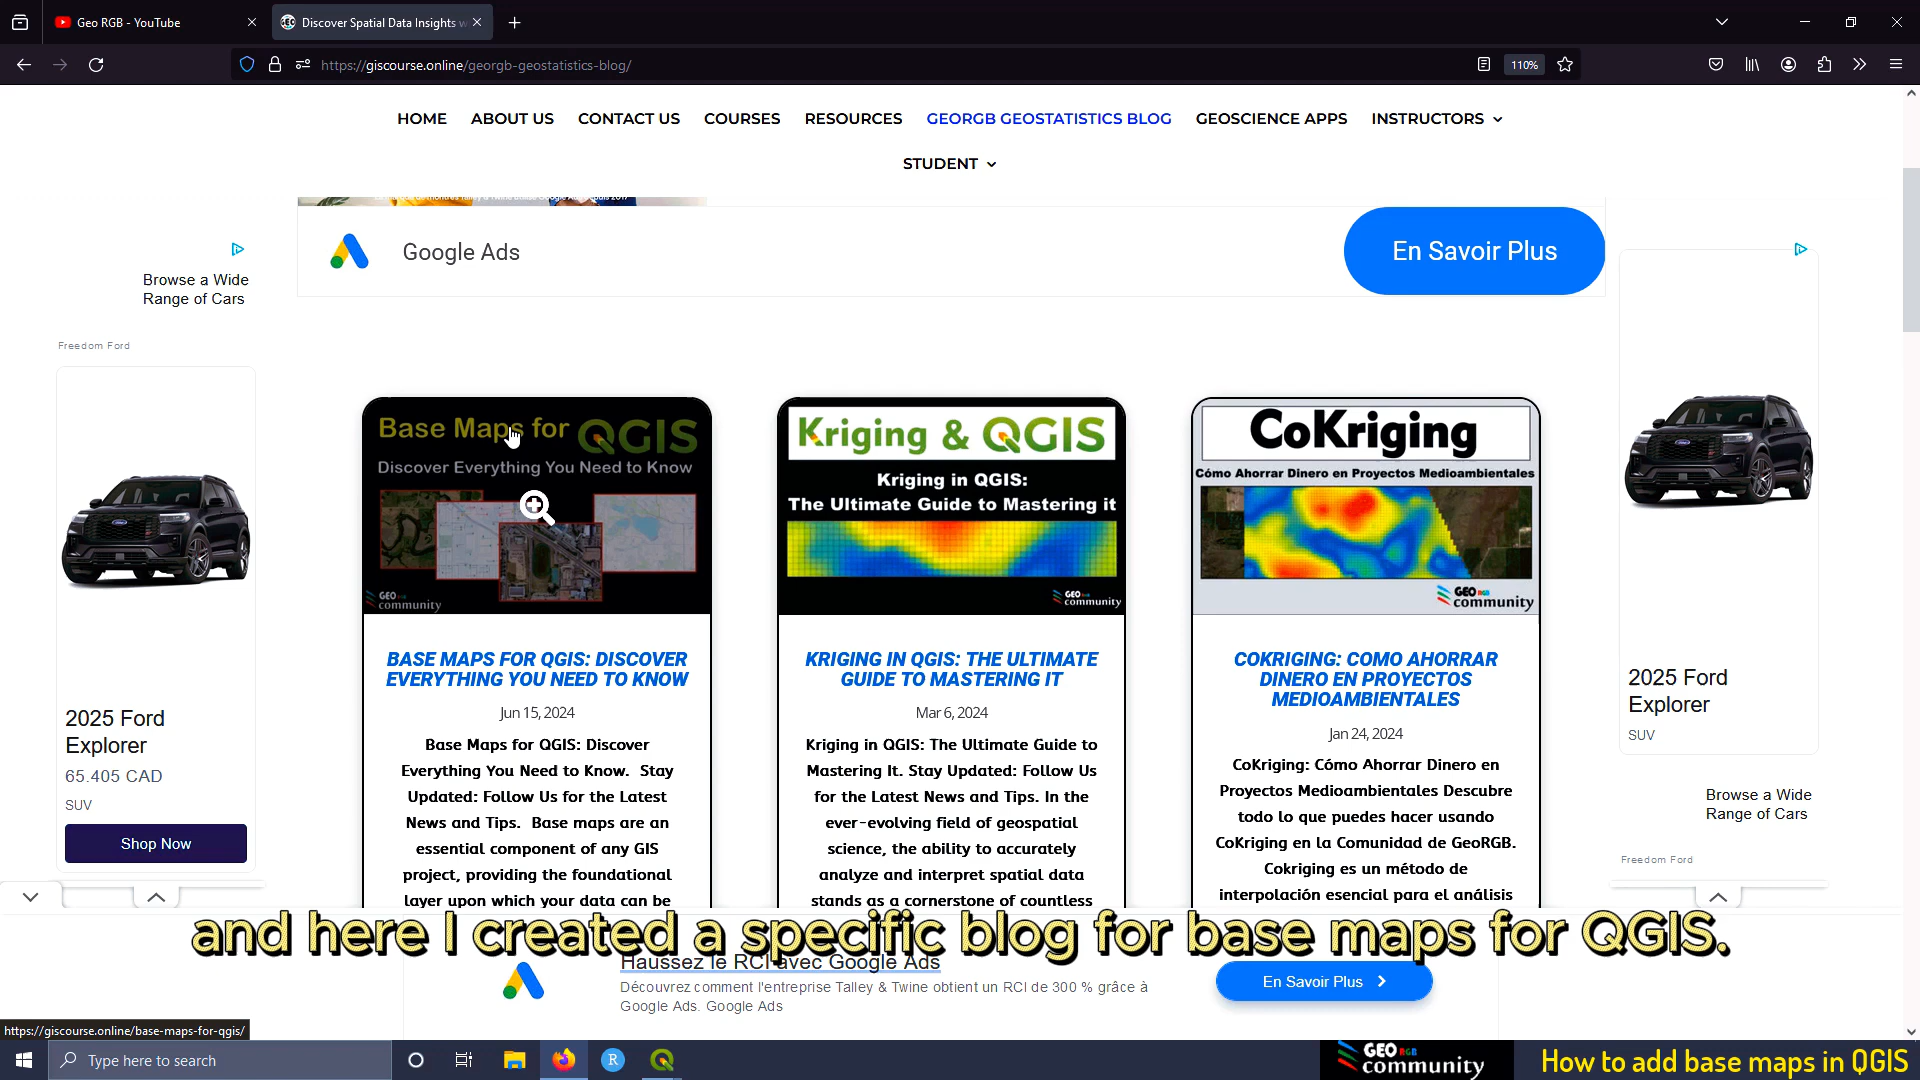 Geo RGB - YouTube
Discover Spatial Data Insights w
https://giscourse.online/georgb-geostatistics-blog/
110%
HOME ABOUT US CONTACT US COURSES RESOURCES GEORGB GEOSTATISTICS BLOG GEOSCIENCE APPS INSTRUCTORS
STUDENT
Google Ads
En Savoir Plus
Browse a Wide
Range of Cars
Freedom Ford
2025 Ford
Explorer
65.405 CAD
SUV
Shop Now
Base Maps for QGIS
Discover Everything You Need to Know
GEO RGB
community
BASE MAPS FOR QGIS: DISCOVER
EVERYTHING YOU NEED TO KNOW
Jun 15, 2024
Base Maps for QGIS: Discover
Everything You Need to Know. Stay
Updated: Follow Us for the Latest
News and Tips. Base maps are an
essential component of any GIS
project, providing the foundational
layer upon which your data can be
Kriging & QGIS
Kriging in QGIS:
The Ultimate Guide to Mastering it
GEO RGB
community
KRIGING IN QGIS: THE ULTIMATE
GUIDE TO MASTERING IT
Mar 6, 2024
Kriging in QGIS: The Ultimate Guide to
Mastering It. Stay Updated: Follow Us
for the Latest News and Tips. In the
ever-evolving field of geospatial
science, the ability to accurately
analyze and interpret spatial data
stands as a cornerstone of countless
CoKriging
Cómo Ahorrar Dinero en Proyectos Medioambientales
GEO RGB
community
COKRIGING: COMO AHORRAR
DINERO EN PROYECTOS
MEDIOAMBIENTALES
Jan 24, 2024
CoKriging: Cómo Ahorrar Dinero en
Proyectos Medioambientales Descubre
todo lo que puedes hacer usando
CoKriging en la Comunidad de GeoRGB.
Cokriging es un método de
interpolación esencial para el análisis
2025 Ford
Explorer
SUV
Browse a Wide
Range of Cars
Freedom Ford
and here I created a specific blog for base maps for QGIS.
Haussez le RCI avec Google Ads
Découvrez comment l'entreprise Talley & Twine obtient un RCI de 300 % grâce à
Google Ads. Google Ads
En Savoir Plus
https://giscourse.online/base-maps-for-qgis/
Type here to search
R
GEO RGB
community
How to add base maps in QGIS